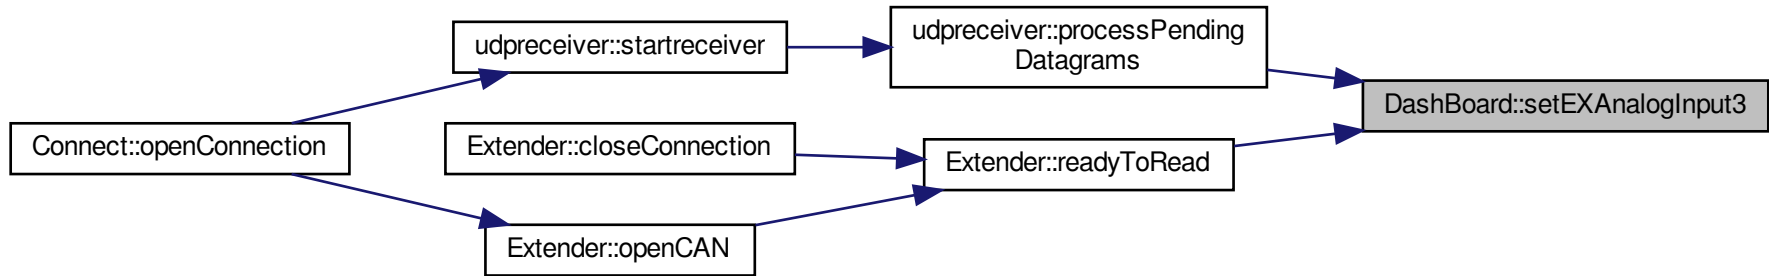 udpreceiver::processPending
Datagrams
udpreceiver::startreceiver
DashBoard::setEXAnalogInput3
Connect::openConnection
Extender::closeConnection
Extender::readyToRead
Extender::openCAN